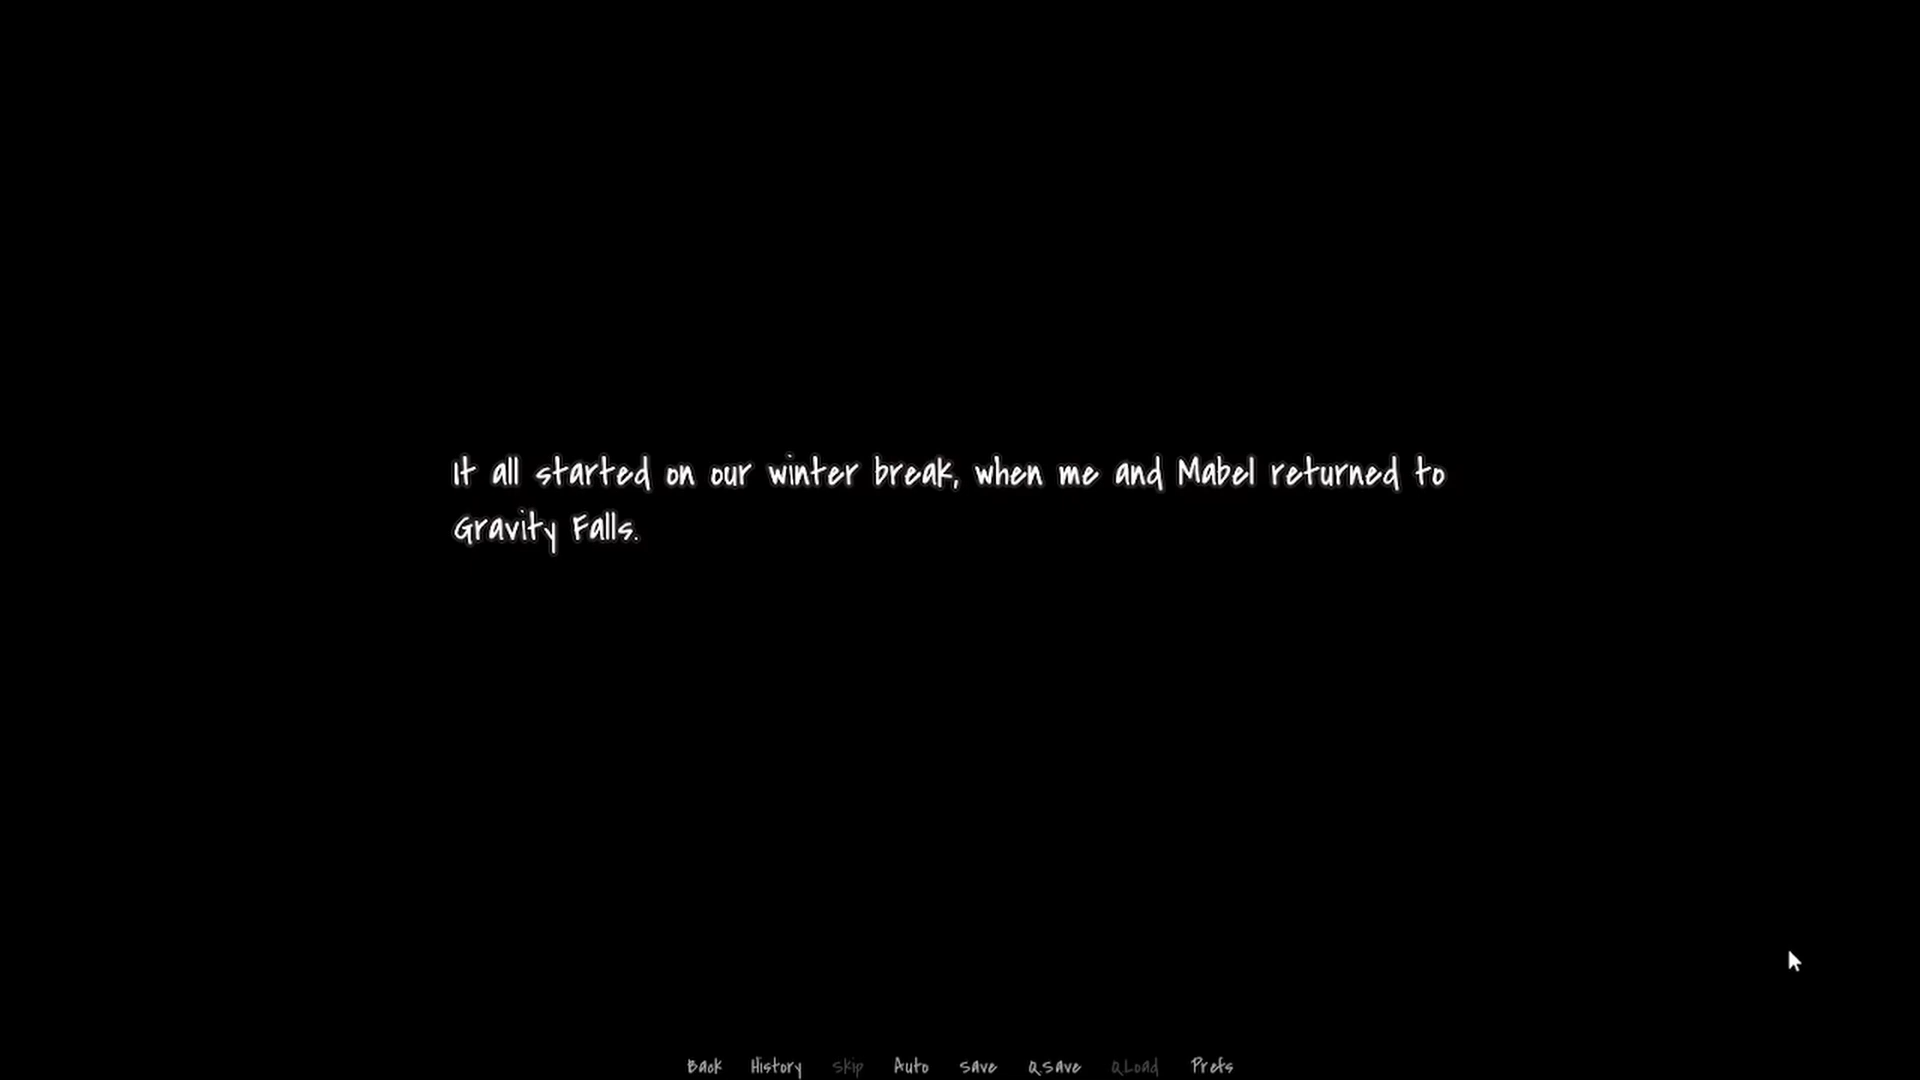 It all started on our winter break, when me and Mabel returned to
Gravity Falls.
Back History Skip Auto Save Q.Save Q.Load Prefs